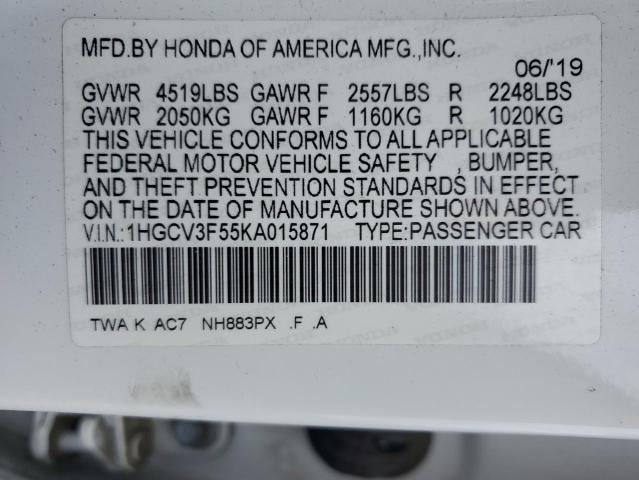 MFD.BY HONDA OF AMERICA MFG.,INC.
06/'19
GVWR 4519LBS GAWR F 2557LBS R 2248LBS
GVWR 2050KG GAWR F 1160KG R 1020KG
THIS VEHICLE CONFORMS TO ALL APPLICABLE
FEDERAL MOTOR VEHICLE SAFETY , BUMPER,
AND THEFT PREVENTION STANDARDS IN EFFECT
ON THE DATE OF MANUFACTURE SHOWN ABOVE.
V.I.N.:1HGCV3F55KA015871 TYPE:PASSENGER CAR
TWA K AC7 NH883PX .F .A